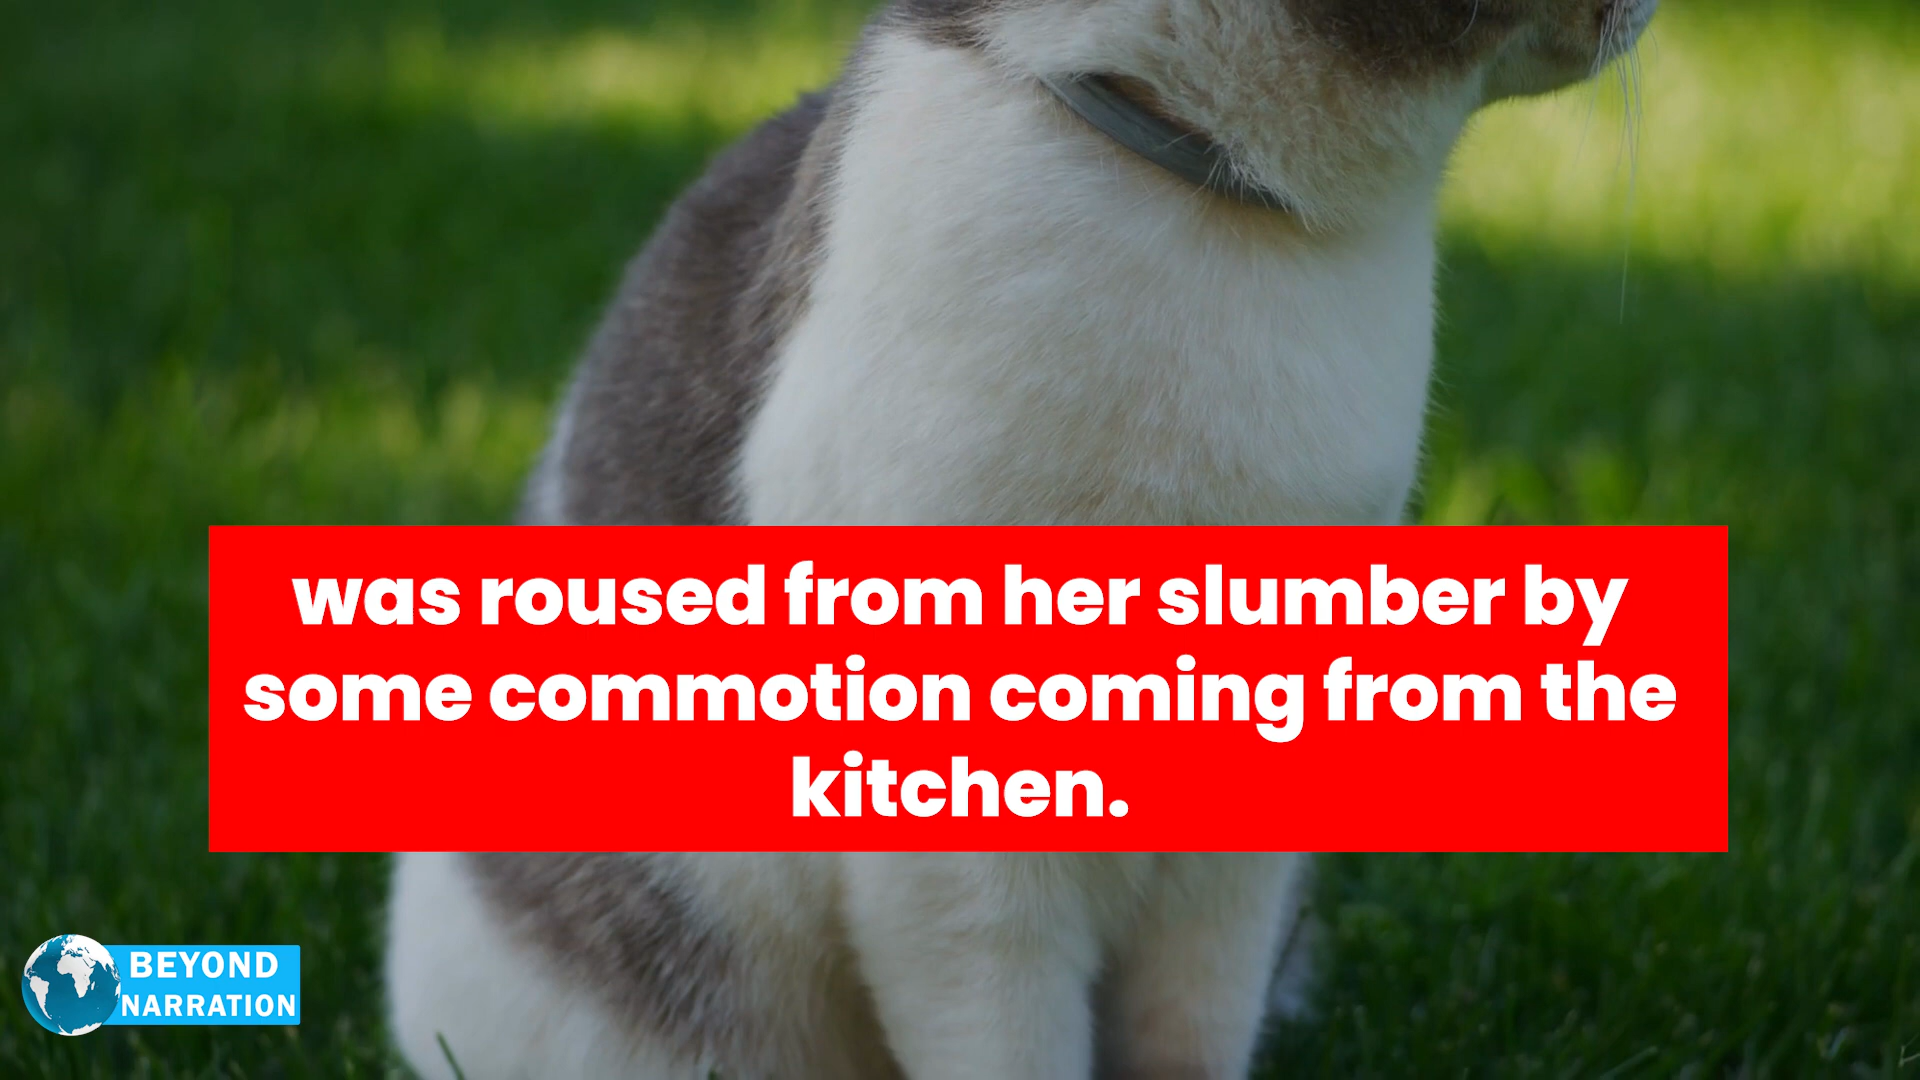 was roused from her slumber by
some commotion coming from the
kitchen.
BEYOND
NARRATION